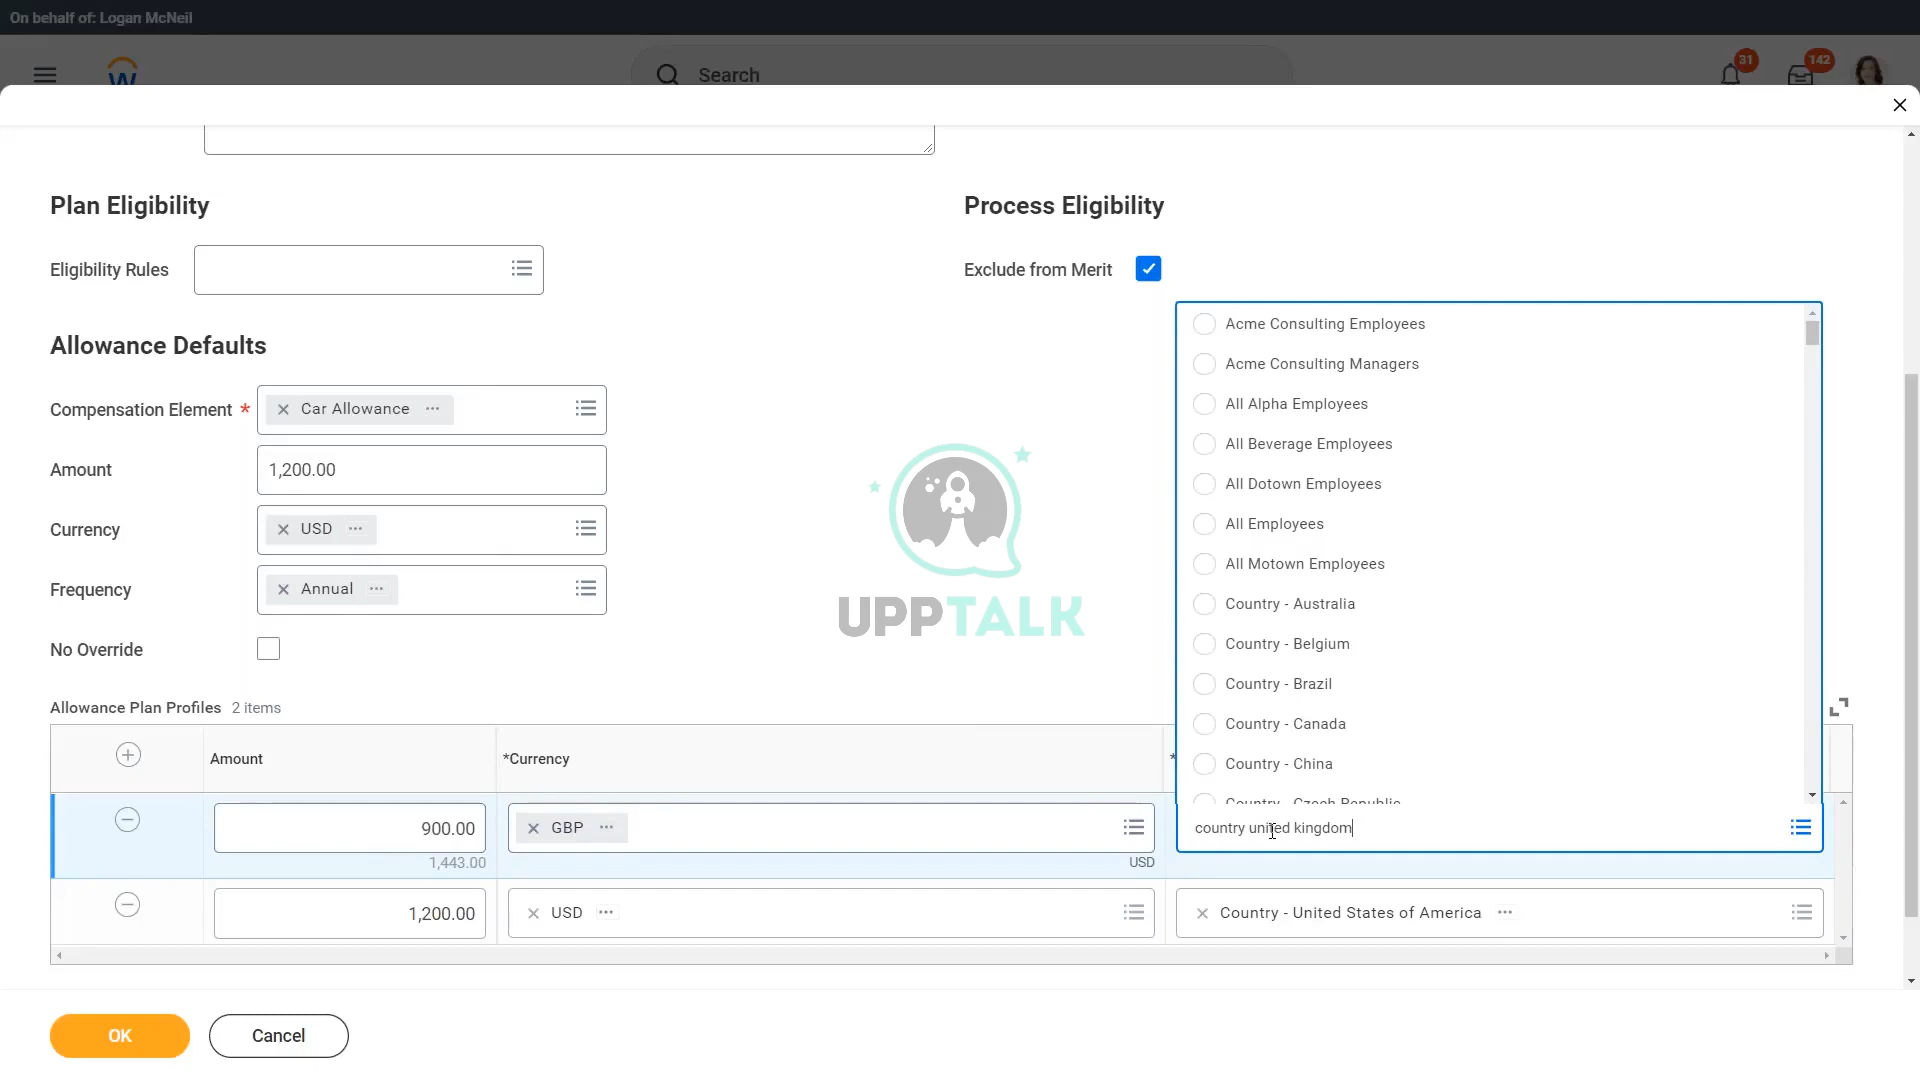 On behalf of: Logan McNeil
W
Search
31
142
Plan Eligibility
Process Eligibility
Eligibility Rules
Exclude from Merit
Acme Consulting Employees
Acme Consulting Managers
All Alpha Employees
All Beverage Employees
All Dotown Employees
All Employees
All Motown Employees
Country - Australia
Country - Belgium
Country - Brazil
Country - Canada
Country - China
Country - Czech Republic
Allowance Defaults
Compensation Element *
Car Allowance
Amount
1,200.00
Currency
USD
Frequency
Annual
No Override
UPPTALK
Allowance Plan Profiles 2 items
Amount
*Currency
*
900.00
1,443.00
GBP
USD
country united kingdom
1,200.00
USD
Country - United States of America
OK
Cancel